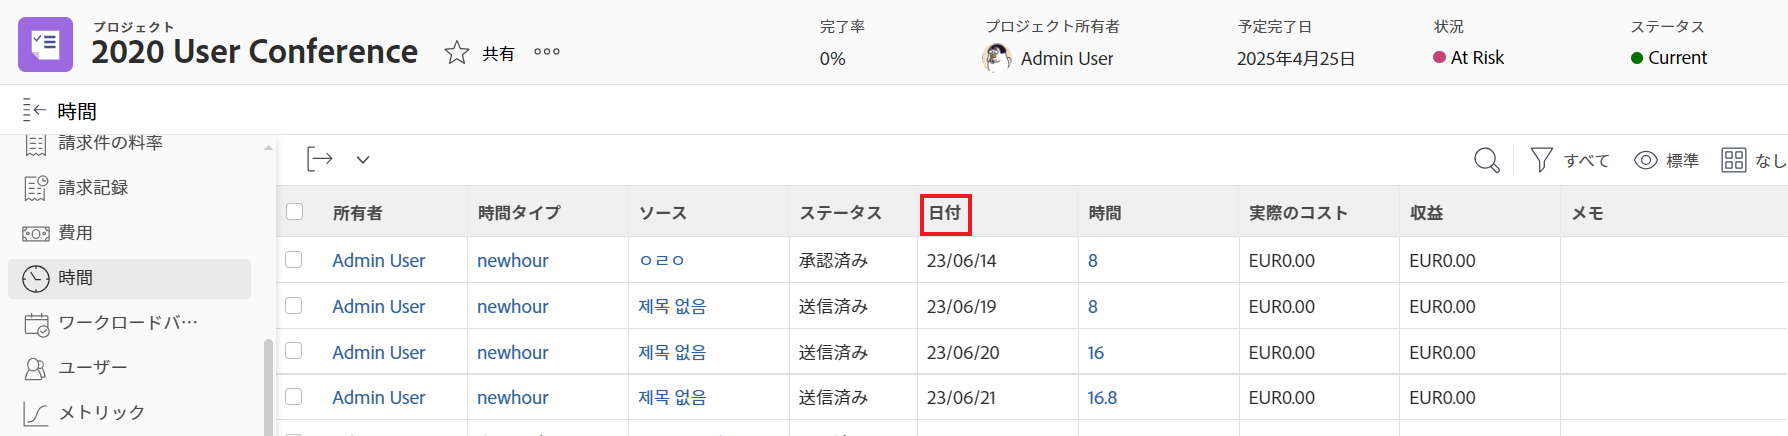 プロジェクト
2020 User Conference
共有
完了率
0%
プロジェクト所有者
Admin User
予定完了日
2025年4月25日
状況
At Risk
ステータス
Current
時間
請求件の料率
請求記録
費用
時間
ワークロードバ…
ユーザー
メトリック
すべて
標準
なし
所有者 時間タイプ ソース ステータス 日付 時間 実際のコスト 収益 メモ
Admin User newhour ㅇㄹㅇ 承認済み 23/06/14 8 EUR0.00 EUR0.00
Admin User newhour 제목 없음 送信済み 23/06/19 8 EUR0.00 EUR0.00
Admin User newhour 제목 없음 送信済み 23/06/20 16 EUR0.00 EUR0.00
Admin User newhour 제목 없음 送信済み 23/06/21 16.8 EUR0.00 EUR0.00